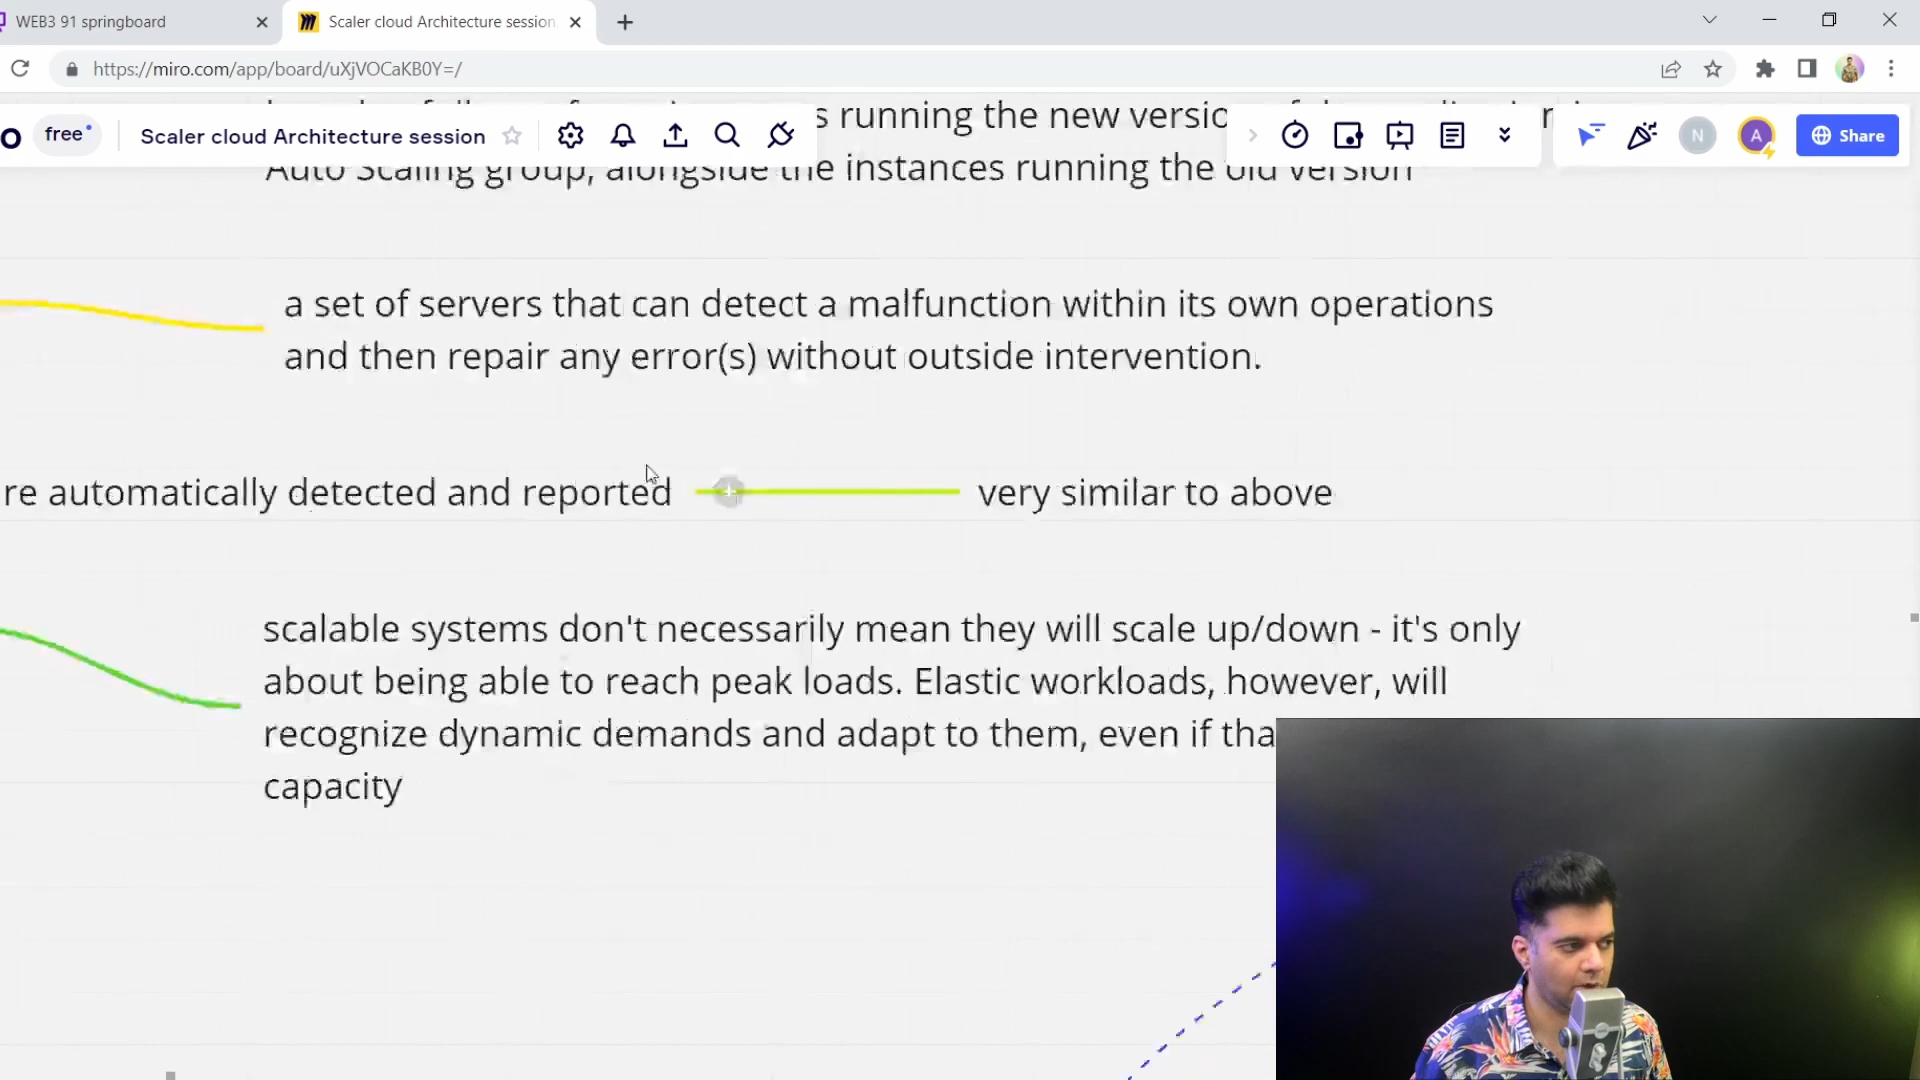 WEB3 91 springboard
Scaler cloud Architecture session
https://miro.com/app/board/uXjVOCaKB0Y=/
free
Scaler cloud Architecture session
s running the new versio
N
A
Share
Auto Scaling group, alongside the instances running the old version
a set of servers that can detect a malfunction within its own operations
and then repair any error(s) without outside intervention.
re automatically detected and reported
very similar to above
scalable systems don't necessarily mean they will scale up/down - it's only
about being able to reach peak loads. Elastic workloads, however, will
recognize dynamic demands and adapt to them, even if tha
capacity